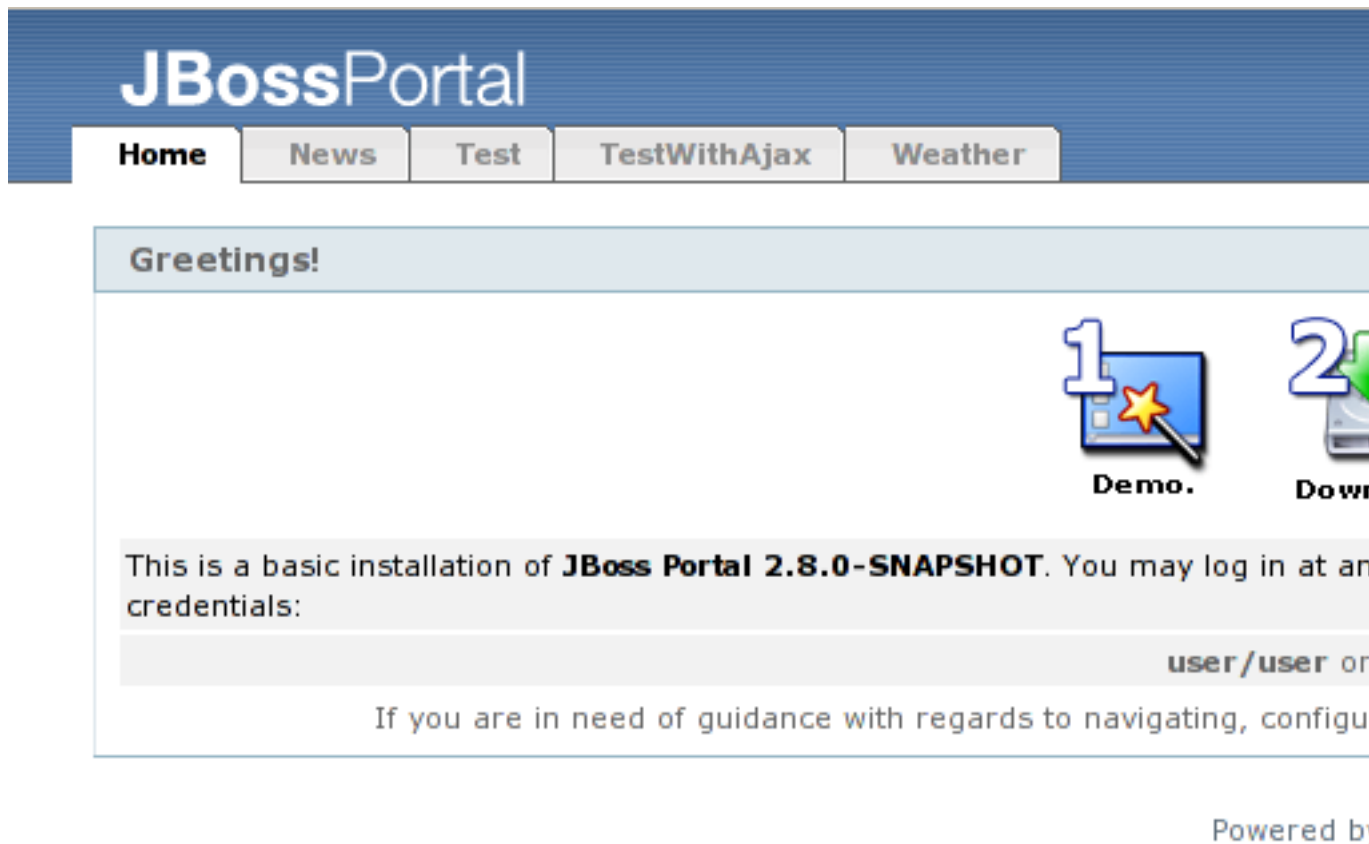 JBossPortal
Home News Test TestWithAjax Weather
Greetings!
1 2
Demo.
This is a basic installation of JBoss Portal 2.8.0-SNAPSHOT. You may log in at
credentials:
user/user or
If you are in need of guidance with regards to navigating,
Powered by